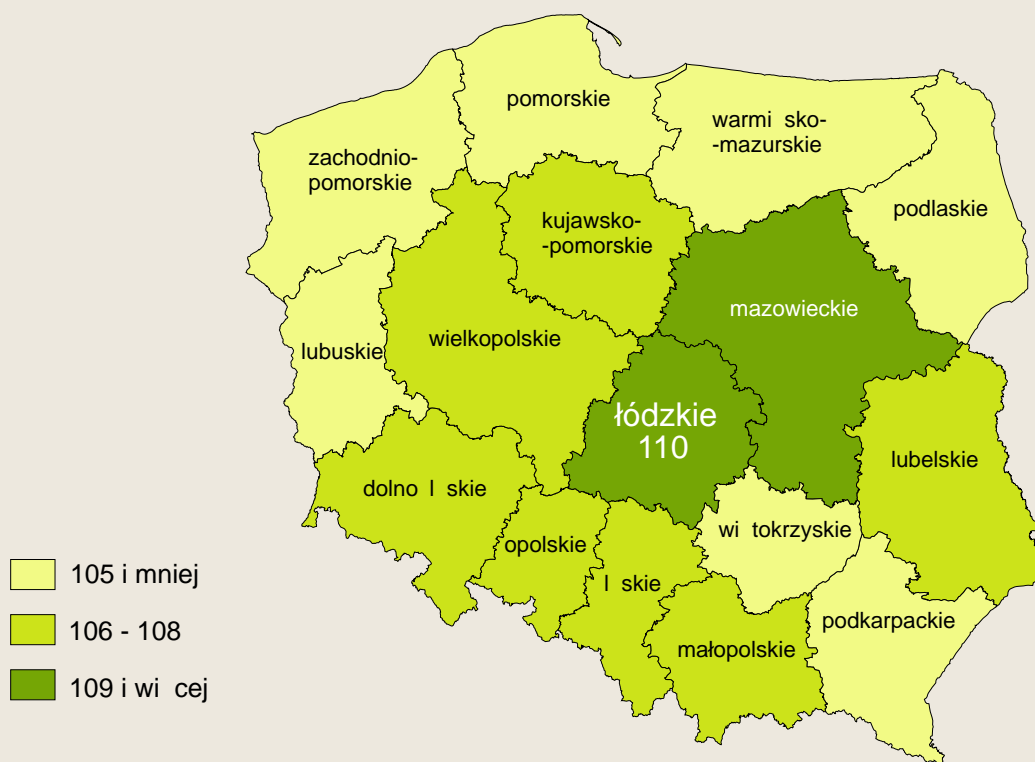 pomorskie
warmi sko-
-mazurskie
zachodnio-
pomorskie
podlaskie
kujawsko-
-pomorskie
mazowieckie
wielkopolskie
lubuskie
łódzkie
110
lubelskie
dolno l skie
wi tokrzyskie
opolskie
l skie
podkarpackie
małopolskie
105 i mniej
106 - 108
109 i wi cej